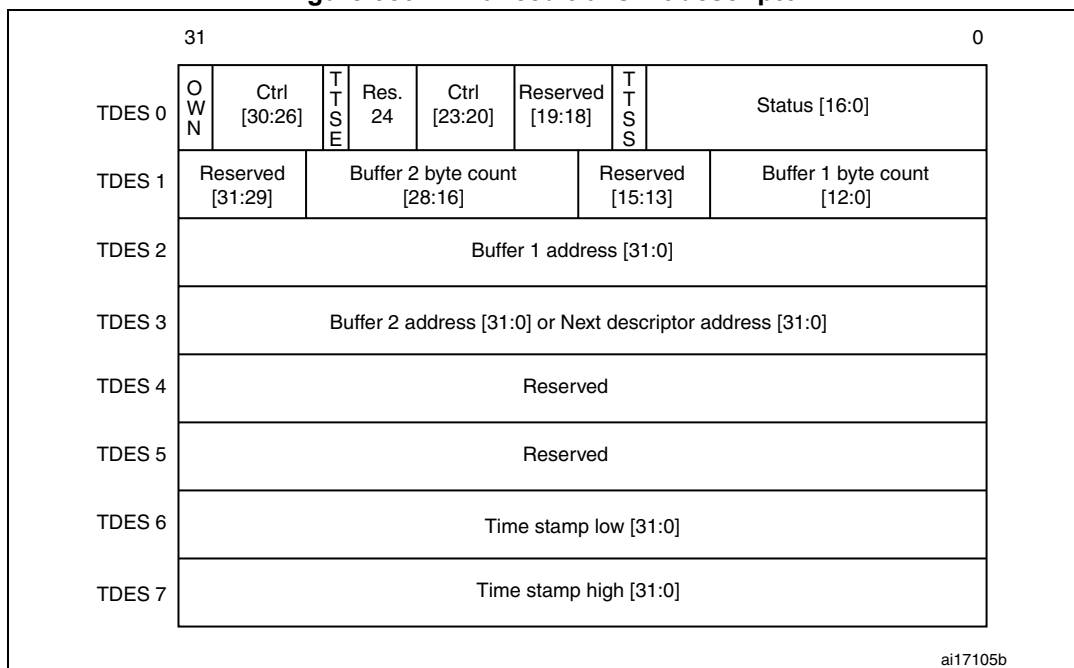 31 0
TDES 0
OWN
Ctrl
[30:26]
TTSE
Res.
24
Ctrl
[23:20]
Reserved
[19:18]
TTSS
Status [16:0]
TDES 1
Reserved
[31:29]
Buffer 2 byte count
[28:16]
Reserved
[15:13]
Buffer 1 byte count
[12:0]
TDES 2
Buffer 1 address [31:0]
TDES 3
Buffer 2 address [31:0] or Next descriptor address [31:0]
TDES 4
Reserved
TDES 5
Reserved
TDES 6
Time stamp low [31:0]
TDES 7
Time stamp high [31:0]
ai17105b